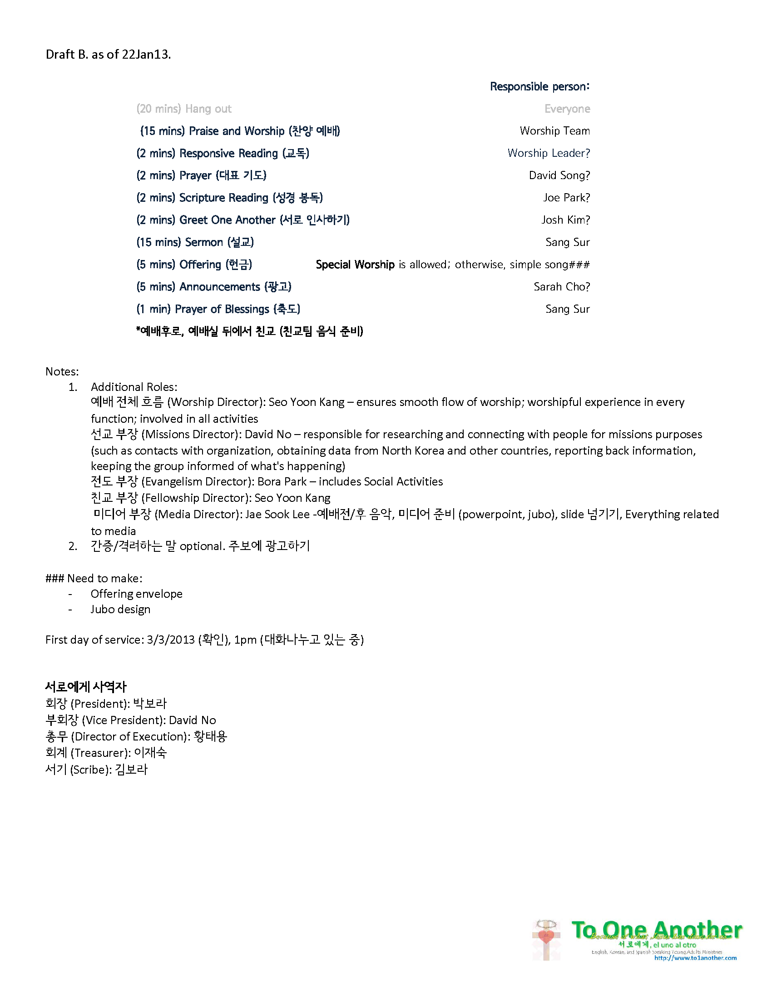 Draft B. as of 22Jan13.
Responsible person:
(20 mins) Hang out Everyone
(15 mins) Praise and Worship (찬양 예배) Worship Team
(2 mins) Responsive Reading (교독) Worship Leader?
(2 mins) Prayer (대표 기도) David Song?
(2 mins) Scripture Reading (성경 봉독) Joe Park?
(2 mins) Greet One Another (서로 인사하기) Josh Kim?
(15 mins) Sermon (설교) Sang Sur
(5 mins) Offering (헌금) Special Worship is allowed; otherwise, simple song###
(5 mins) Announcements (광고) Sarah Cho?
(1 min) Prayer of Blessings (축도) Sang Sur
*예배후로, 예배실 뒤에서 친교 (친교팀 음식 준비)
Notes:
1. Additional Roles:
예배 전체 흐름 (Worship Director): Seo Yoon Kang – ensures smooth flow of worship; worshipful experience in every
function; involved in all activities
선교 부장 (Missions Director): David No – responsible for researching and connecting with people for missions purposes
(such as contacts with organization, obtaining data from North Korea and other countries, reporting back information,
keeping the group informed of what's happening)
전도 부장 (Evangelism Director): Bora Park – includes Social Activities
친교 부장 (Fellowship Director): Seo Yoon Kang
미디어 부장 (Media Director): Jae Sook Lee -예배전/후 음악, 미디어 준비 (powerpoint, jubo), slide 넘기기, Everything related
to media
2. 간증/격려하는 말 optional. 주보에 광고하기
### Need to make:
- Offering envelope
- Jubo design
First day of service: 3/3/2013 (확인), 1pm (대화나누고 있는 중)
서로에게 사역자
회장 (President): 박보라
부회장 (Vice President): David No
총무 (Director of Execution): 황태용
회계 (Treasurer): 이재숙
서기 (Scribe): 김보라
To One Another
Because of what Jesus has done for us
서로에게, el uno al otro
English, Korean, and Spanish Speaking Young Adults Ministries
http://www.to1another.com